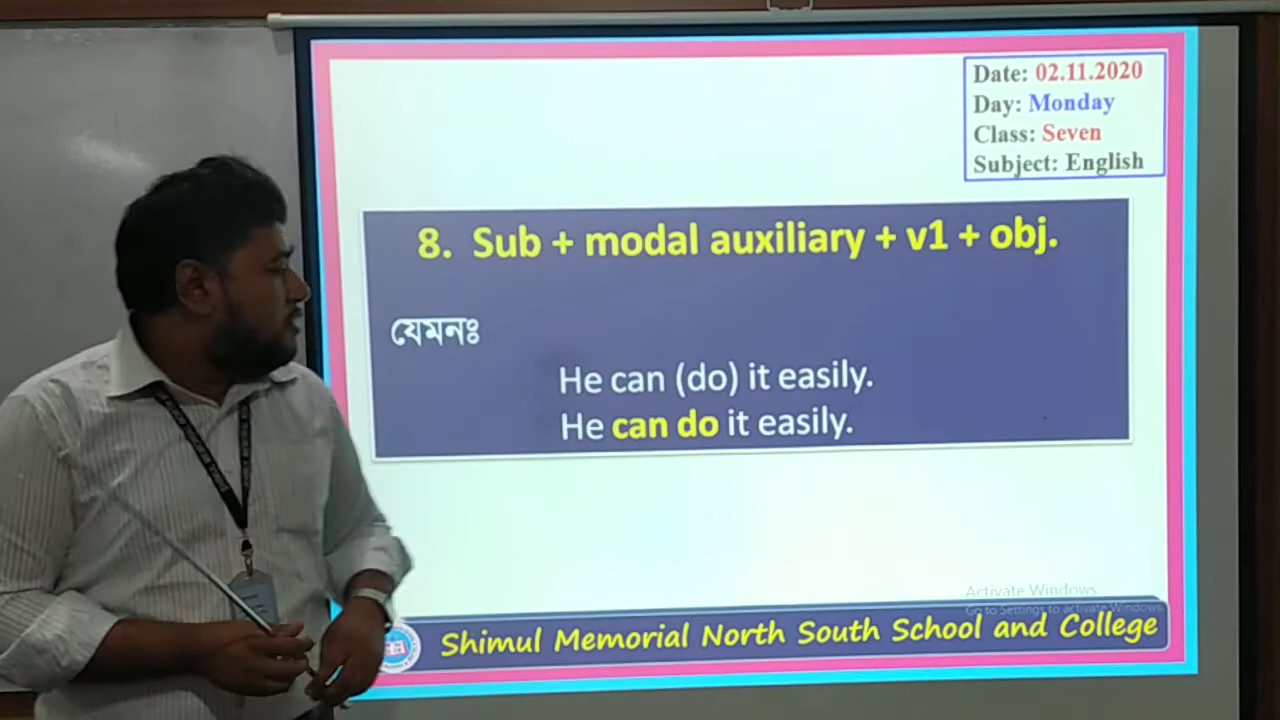 Date: 02.11.2020
Day: Monday
Class: Seven
Subject: English
8. Sub + modal auxiliary + v1 + obj.
যেমনঃ
He can (do) it easily.
He can do it easily.
Activate Windows
Go to Settings to activate Windows.
Shimul Memorial North South School and College